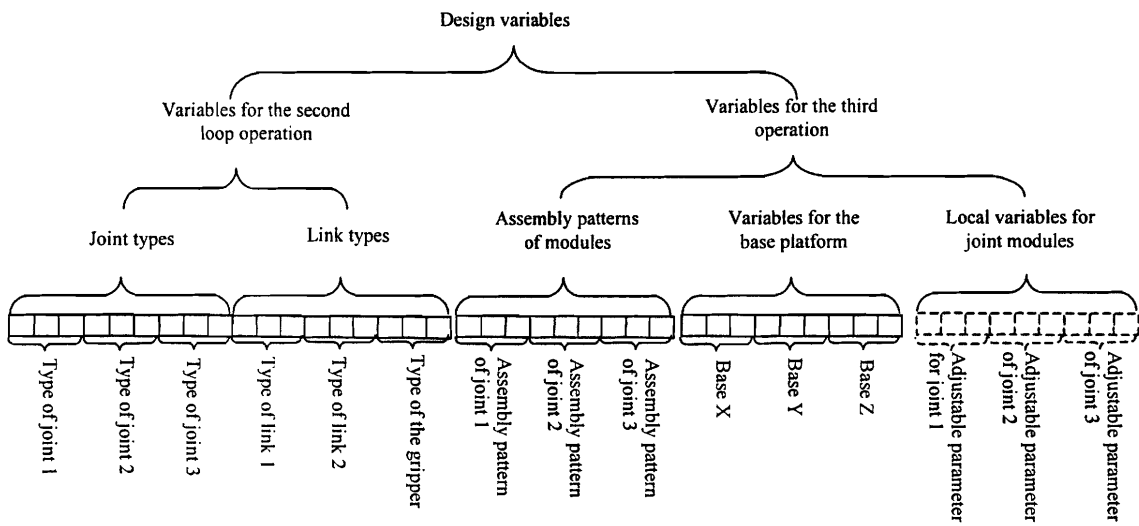 Design variables
Variables for the second
loop operation
Variables for the third
operation
Joint types
Link types
Assembly patterns
of modules
Variables for the
base platform
Local variables for
joint modules
Type of joint 1
Type of joint 2
Type of joint 3
Type of link 1
Type of link 2
Type of the gripper
Assembly pattern
of joint 1
Assembly pattern
of joint 2
Assembly pattern
of joint 3
Base X
Base Y
Base Z
Adjustable parameter
for joint 1
Adjustable parameter
of joint 2
Adjustable parameter
of joint 3